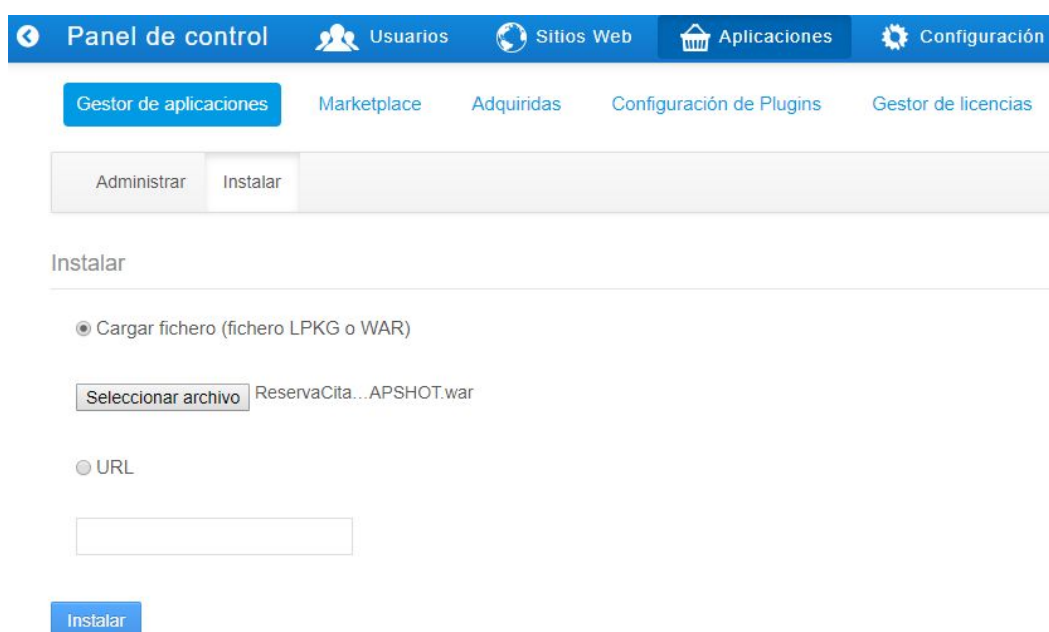 Panel de control Usuarios Sitios Web Aplicaciones Configuración
Gestor de aplicaciones Marketplace Adquiridas Configuración de Plugins Gestor de licencias
Administrar Instalar
Instalar
Cargar fichero (fichero LPKG o WAR)
Seleccionar archivo ReservaCita...APSHOT.war
URL
Instalar